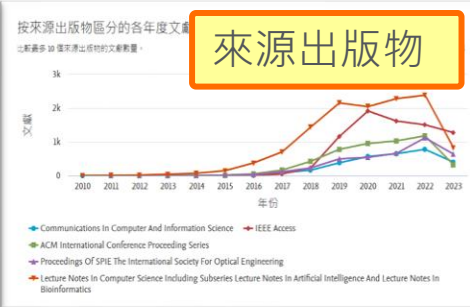 按來源出版物區分的各年度文獻
來源出版物
比較最多 10 個來源出版物的文獻數量。
3k
2k
1k
0
文獻
2010 2011 2012 2013 2014 2015 2016 2017 2018 2019 2020 2021 2022 2023
年份
Communications In Computer And Information Science IEEE Access
ACM International Conference Proceeding Series
Proceedings Of SPIE The International Society For Optical Engineering
Lecture Notes In Computer Science Including Subseries Lecture Notes In Artificial Intelligence And Lecture Notes In
Bioinformatics